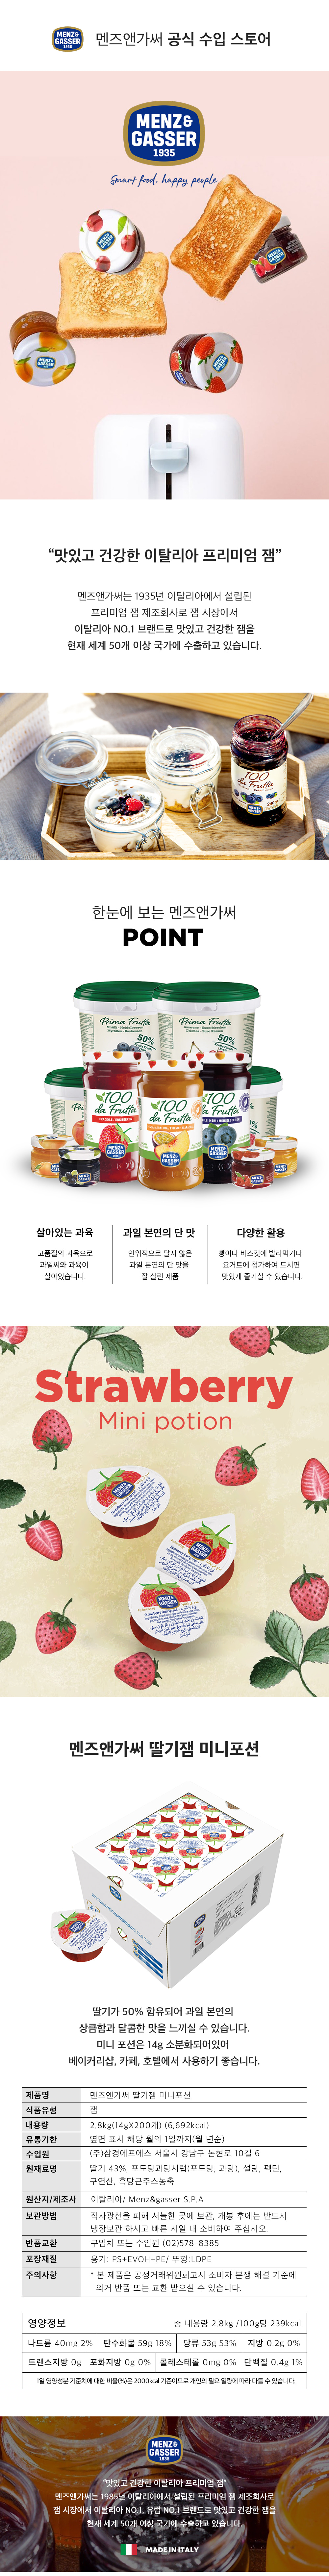 MENZ&
GASSER
1935
멘즈앤가써 공식 수입 스토어
MENZ&
GASSER
1935
Smart food, happy people
“맛있고 건강한 이탈리아 프리미엄 잼”
멘즈앤가써는 1935년 이탈리아에서 설립된
프리미엄 잼 제조회사로 잼 시장에서
이탈리아 NO.1 브랜드로 맛있고 건강한 잼을
현재 세계 50개 이상 국가에 수출하고 있습니다.
100
da Frutta
240g
한눈에 보는 멘즈앤가써
POINT
Prima Frutta
50%
Prima Frutta
50%
100
da Frutta
100
da Frutta
100
da Frutta
MENZ&
GASSER
MENZ&
GASSER
MENZ&
GASSER
살아있는 과육
고품질의 과육으로
과일씨와 과육이
살아있습니다.
과일 본연의 단 맛
인위적으로 달지 않은
과일 본연의 단 맛을
잘 살린 제품
다양한 활용
빵이나 비스킷에 발라먹거나
요거트에 첨가하여 드시면
맛있게 즐기실 수 있습니다.
Strawberry
Mini potion
MENZ&
GASSER
MENZ&
GASSER
MENZ&
GASSER
멘즈앤가써 딸기잼 미니포션
딸기가 50% 함유되어 과일 본연의
상큼함과 달콤한 맛을 느끼실 수 있습니다.
미니 포션은 14g 소분화되어있어
베이커리샵, 카페, 호텔에서 사용하기 좋습니다.
제품명 멘즈앤가써 딸기잼 미니포션
식품유형 잼
내용량 2.8kg(14gX200개) (6,692kcal)
유통기한 옆면 표시 해당 월의 1일까지(월 년순)
수입원 (주)삼경에프에스 서울시 강남구 논현로 10길 6
원재료명 딸기 43%, 포도당과당시럽(포도당, 과당), 설탕, 펙틴,
구연산, 흑당근주스농축
원산지/제조사 이탈리아/ Menz&gasser S.P.A
보관방법 직사광선을 피해 서늘한 곳에 보관, 개봉 후에는 반드시
냉장보관 하시고 빠른 시일 내 소비하여 주십시오.
반품교환 구입처 또는 수입원 (02)578-8385
포장재질 용기: PS+EVOH+PE/ 뚜껑:LDPE
주의사항 * 본 제품은 공정거래위원회고시 소비자 분쟁 해결 기준에
의거 반품 또는 교환 받으실 수 있습니다.
영양정보 총 내용량 2.8kg /100g당 239kcal
나트륨 40mg 2% 탄수화물 59g 18% 당류 53g 53% 지방 0.2g 0%
트랜스지방 0g 포화지방 0g 0% 콜레스테롤 0mg 0% 단백질 0.4g 1%
1일 영양성분 기준치에 대한 비율(%)은 2000kcal 기준이므로 개인의 필요 열량에 따라 다를 수 있습니다.
MENZ&
GASSER
1935
“맛있고 건강한 이탈리아 프리미엄 잼”
멘즈앤가써는 1985년 이탈리아에서 설립된 프리미엄 잼 제조회사로
잼 시장에서 이탈리아 NO.1, 유럽 NO.1 브랜드로 맛있고 건강한 잼을
현재 세계 50개 이상 국가에 수출하고 있습니다.
MADE IN ITALY